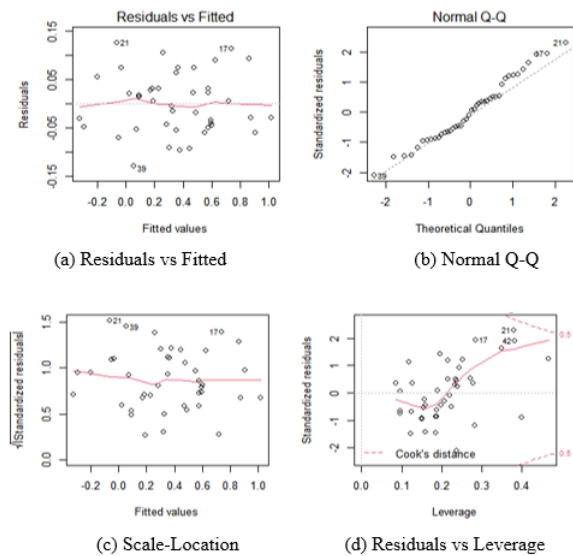 Residuals vs Fitted
Residuals
0.15
0.05
-0.05
-0.15
21
17
39
-0.2 0.2 0.4 0.6 0.8 1.0
Fitted values
(a) Residuals vs Fitted
Normal Q-Q
Standardized residuals
2
1
0
-1
-2
21
37
39
-2 -1 0 1 2
Theoretical Quantiles
(b) Normal Q-Q
√|Standardized residuals|
1.5
1.0
0.5
0.0
21
39
17
-0.2 0.0 0.2 0.4 0.6 0.8 1.0
Fitted values
(c) Scale-Location
Standardized residuals
2
1
0
-1
-2
21
17
42
0.5
0.5
Cook's distance
0.0 0.1 0.2 0.3 0.4
Leverage
(d) Residuals vs Leverage